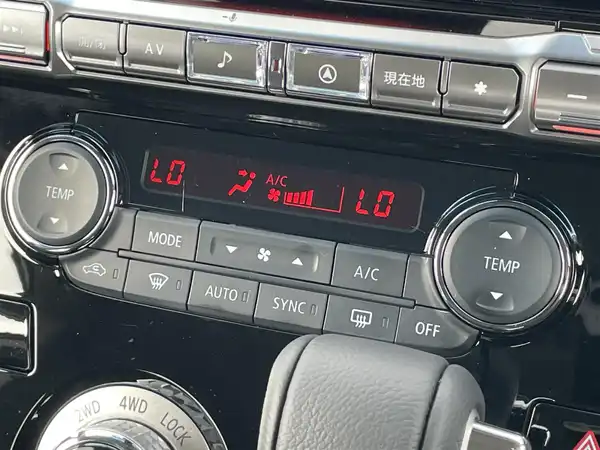 AV
現在地
LO A/C LO
TEMP
MODE
A/C
TEMP
AUTO
SYNC
OFF
2WD 4WD LOCK